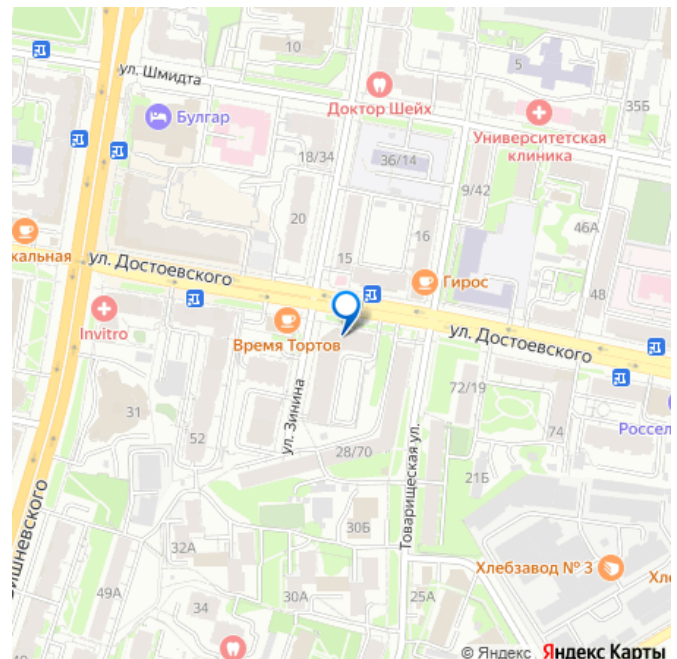 10
ул. Шмидта
5
35Б
Доктор Шейх
Булгар
Университетская
клиника
18/34
36/14
9/42
46А
20
16
кальная
15
ул. Достоевского
Гирос
48
Invitro
Время Тортов
ул. Достоевского
ул. Зинина
72/19
31
52
74
Россел
28/70
Товарищеская ул.
21Б
30Б
ишневского
32А
Хлебзавод № 3
Хле
49А
34
25А
© Яндекс Яндекс Карты